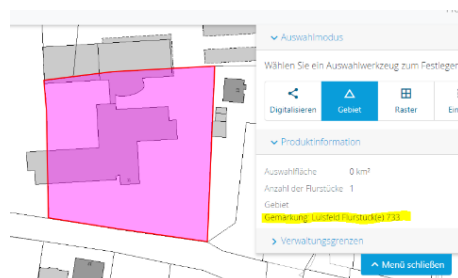 Auswahlmodus
Wählen Sie ein Auswahlwerkzeug zum Festlegen
Digitalisieren Gebiet Raster
Produktinformation
Auswahlfläche 0 km²
Anzahl der Flurstücke 1
Gebiet
Gemarkung: Lülsfeld Flurstück(e) 733
Verwaltungsgrenzen
Menü schließen